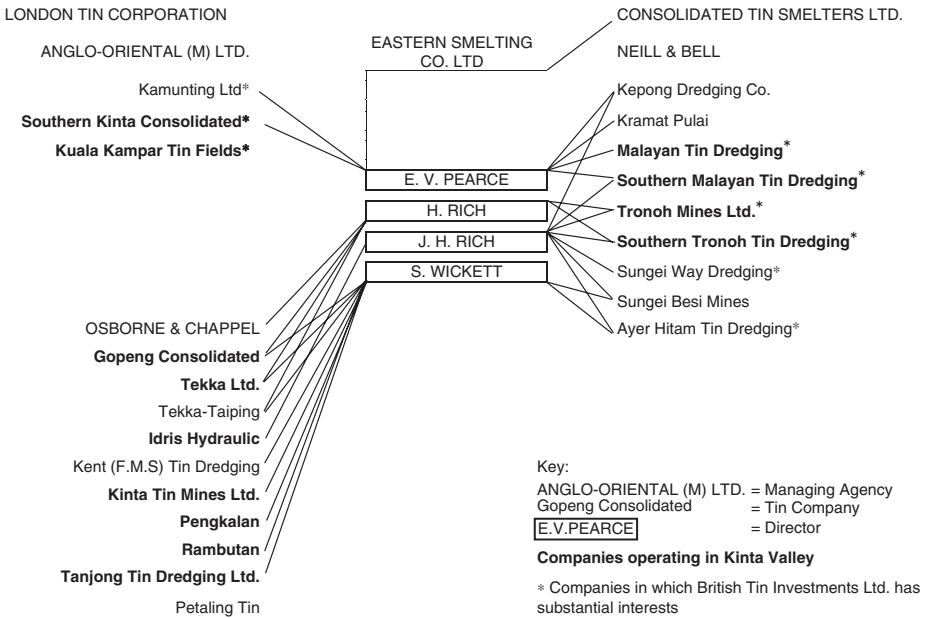 LONDON TIN CORPORATION
CONSOLIDATED TIN SMELTERS LTD.
ANGLO-ORIENTAL (M) LTD.
EASTERN SMELTING
CO. LTD
NEILL & BELL
Kamunting Ltd*
Southern Kinta Consolidated*
Kuala Kampar Tin Fields*
Kepong Dredging Co.
Kramat Pulai
Malayan Tin Dredging*
Southern Malayan Tin Dredging*
Tronoh Mines Ltd.*
Southern Tronoh Tin Dredging*
Sungei Way Dredging*
Sungei Besi Mines
Ayer Hitam Tin Dredging*
E. V. PEARCE
H. RICH
J. H. RICH
S. WICKETT
OSBORNE & CHAPPEL
Gopeng Consolidated
Tekka Ltd.
Tekka-Taiping
Idris Hydraulic
Kent (F.M.S) Tin Dredging
Kinta Tin Mines Ltd.
Pengkalan
Rambutan
Tanjong Tin Dredging Ltd.
Petaling Tin
Key:
ANGLO-ORIENTAL (M) LTD. = Managing Agency
Gopeng Consolidated = Tin Company
E.V.PEARCE = Director
Companies operating in Kinta Valley
* Companies in which British Tin Investments Ltd. has
substantial interests